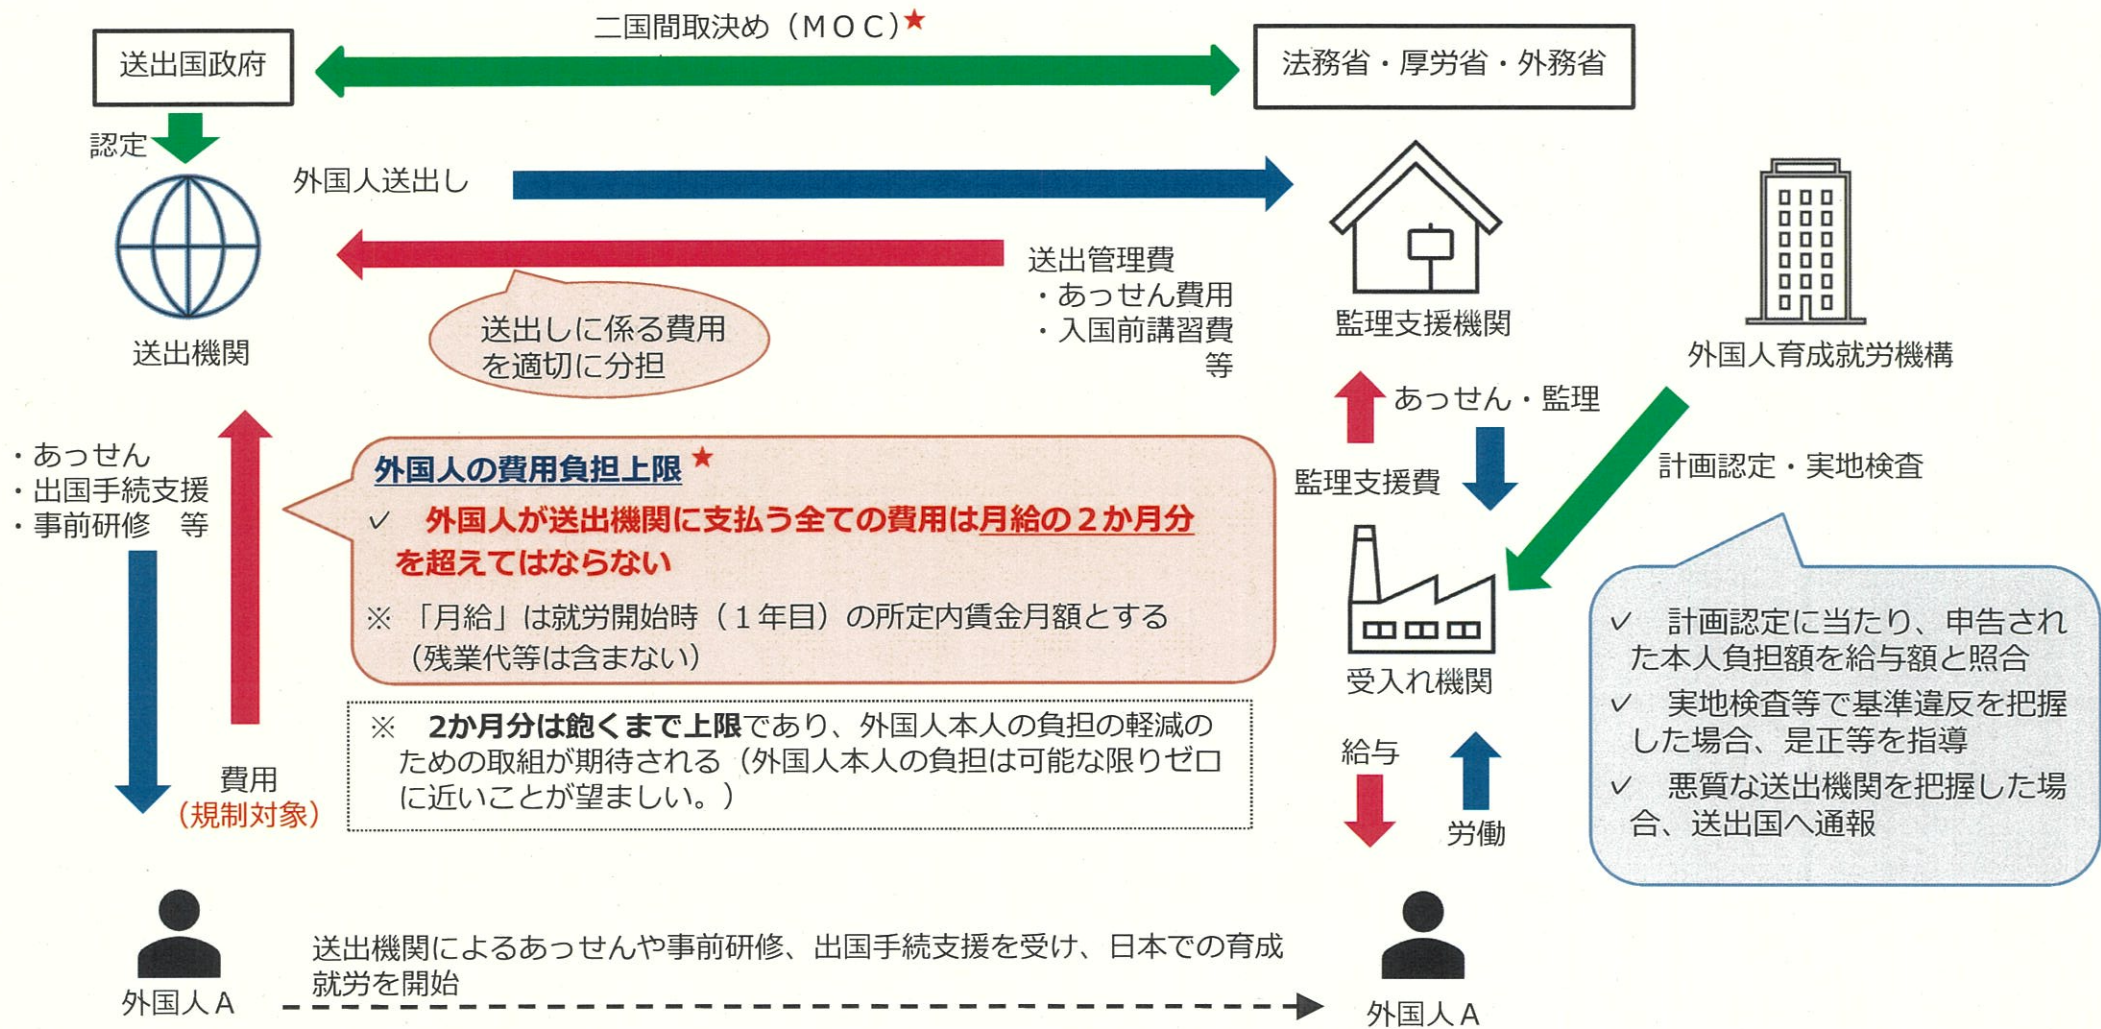 二国間取決め（ＭＯＣ）★
送出国政府
法務省・厚労省・外務省
認定
外国人送出し
送出管理費
・あっせん費用
・入国前講習費
等
送出しに係る費用
を適切に分担
送出機関
監理支援機関
外国人育成就労機構
・あっせん
・出国手続支援
・事前研修　等
あっせん・監理
監理支援費
計画認定・実地検査
外国人の費用負担上限★
✓　外国人が送出機関に支払う全ての費用は月給の２か月分
を超えてはならない
※　「月給」は就労開始時（１年目）の所定内賃金月額とする
（残業代等は含まない）
※　2か月分は飽くまで上限であり、外国人本人の負担の軽減の
ための取組が期待される（外国人本人の負担は可能な限りゼロ
に近いことが望ましい。）
費用
（規制対象）
受入れ機関
給与
労働
✓　計画認定に当たり、申告され
た本人負担額を給与額と照合
✓　実地検査等で基準違反を把握
した場合、是正等を指導
✓　悪質な送出機関を把握した場
合、送出国へ通報
送出機関によるあっせんや事前研修、出国手続支援を受け、日本での育成
就労を開始
外国人Ａ
外国人Ａ